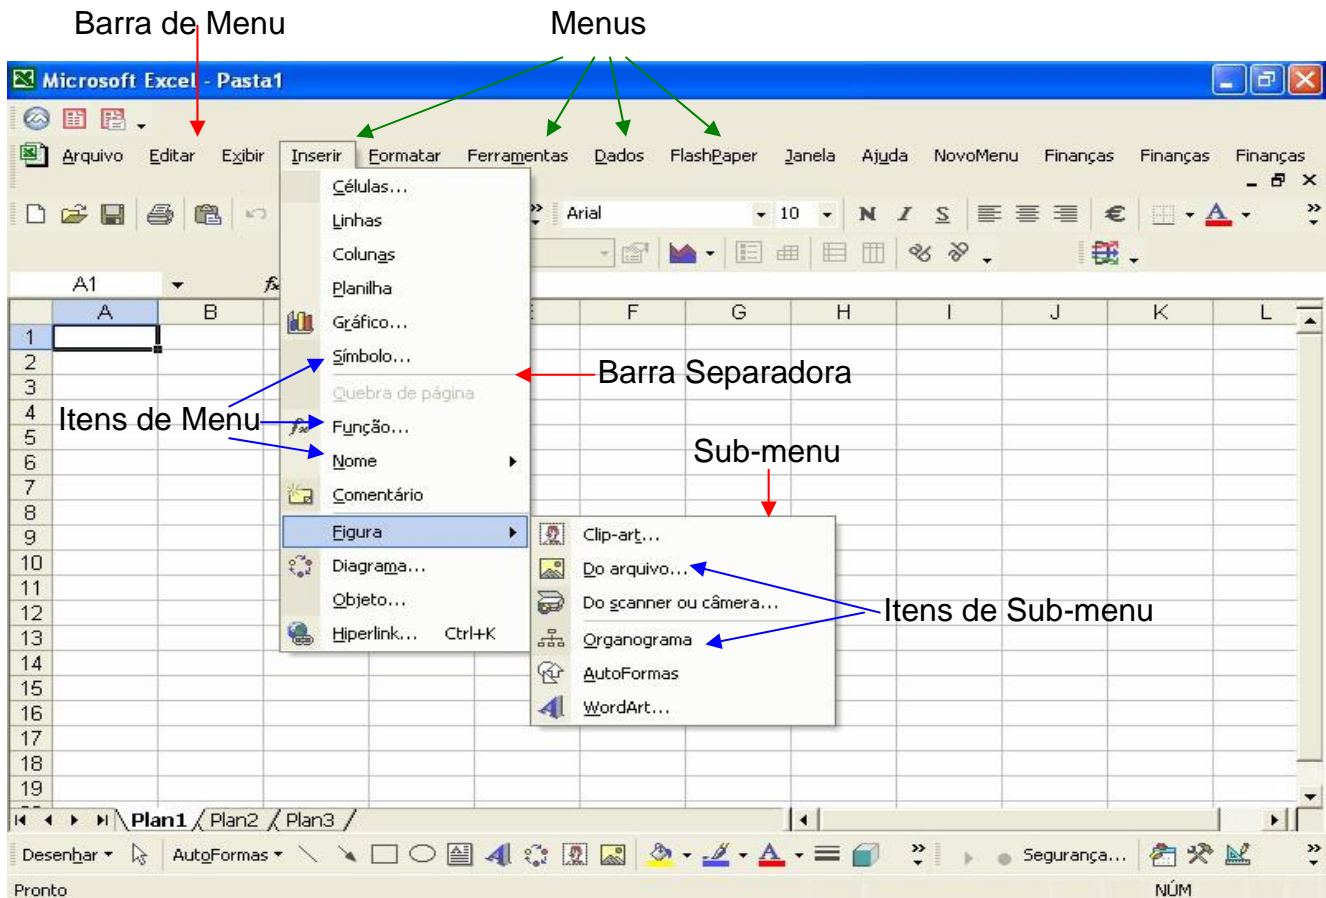 Barra de Menu Menus
Microsoft Excel - Pasta1
Arquivo Editar Exibir Inserir Formatar Ferramentas Dados FlashPaper Janela Ajuda NovoMenu Finanças Finanças Finanças
Arial 10 N I S €
A1
A B F G H I J K L
Células...
Linhas
Colunas
Planilha
Gráfico...
Símbolo...
Quebra de página
Função...
Nome
Comentário
Figura
Diagrama...
Objeto...
Hiperlink... Ctrl+K
Barra Separadora
Itens de Menu
Sub-menu
Clip-art...
Do arquivo...
Do scanner ou câmera...
Organograma
AutoFormas
WordArt...
Itens de Sub-menu
1
2
3
4
5
6
7
8
9
10
11
12
13
14
15
16
17
18
19
Plan1 Plan2 Plan3
Desenhar AutoFormas Segurança...
Pronto NÚM